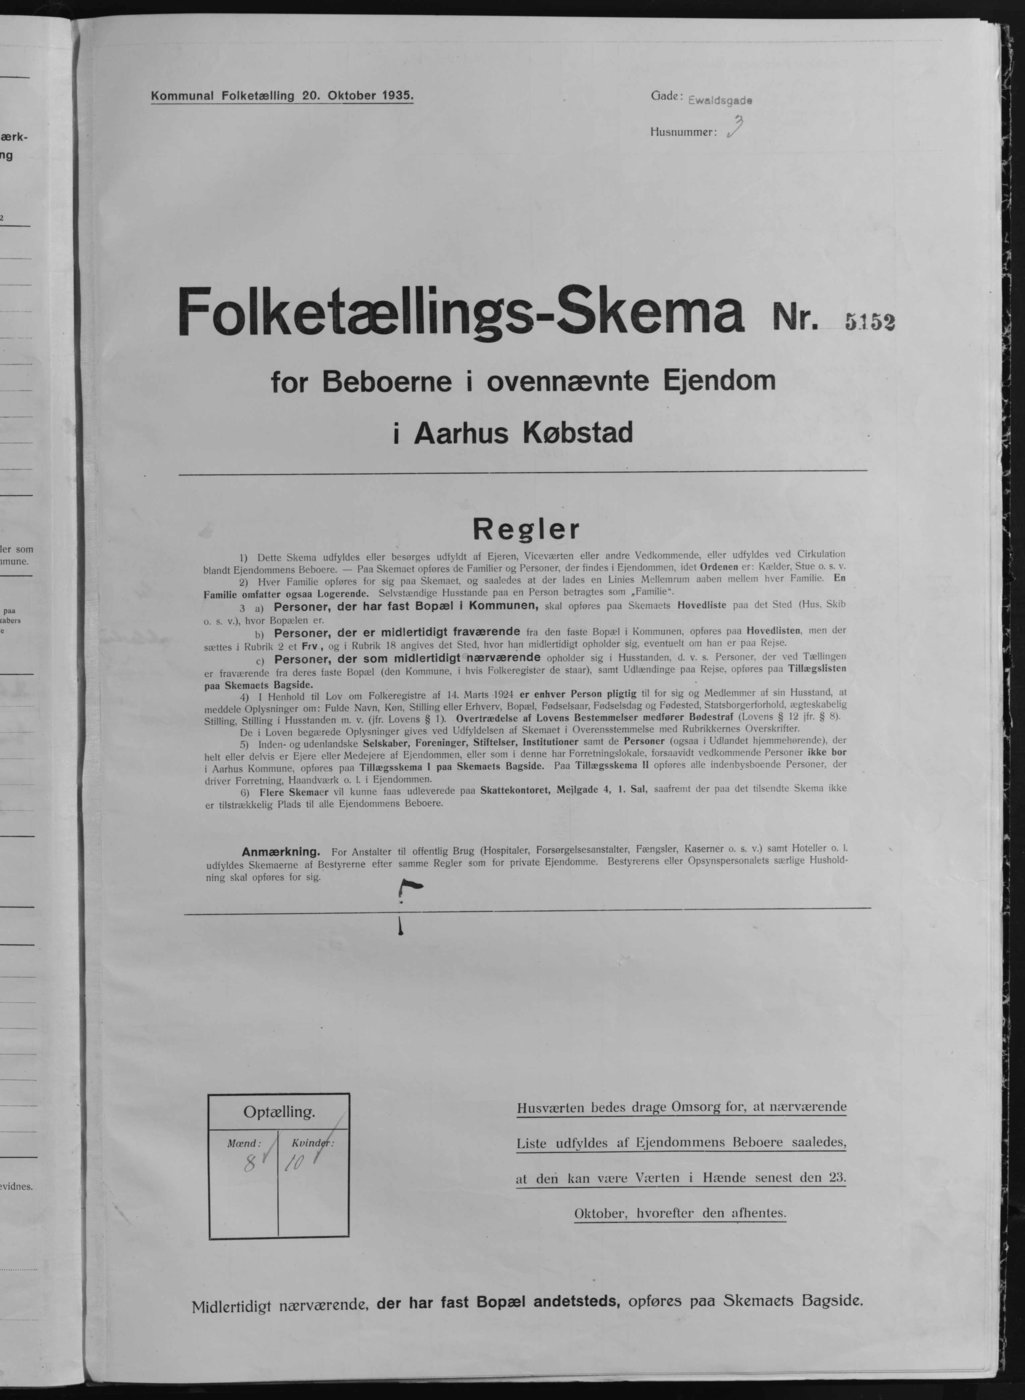 ærk-
ng
2
ler som
mmune.
paa
kabers
e
evidnes.
Kommunal Folketælling 20. Oktober 1935.
Gade: Ewaldsgade
Husnummer: 3
Folketællings-Skema Nr. 5152
for Beboerne i ovennævnte Ejendom
i Aarhus Købstad
Regler
1) Dette Skema udfyldes eller besørges udfyldt af Ejeren, Viceværten eller andre Vedkommende, eller udfyldes ved Cirkulation
blandt Ejendommens Beboere. — Paa Skemaet opføres de Familier og Personer, der findes i Ejendommen, idet Ordenen er: Kælder, Stue o. s. v.
2) Hver Familie opføres for sig paa Skemaet, og saaledes at der lades en Linies Mellemrum aaben mellem hver Familie. En
Familie omfatter ogsaa Logerende. Selvstændige Husstande paa en Person betragtes som „Familie“.
3 a) Personer, der har fast Bopæl i Kommunen, skal opføres paa Skemaets Hovedliste paa det Sted (Hus, Skib
o. s. v.), hvor Bopælen er.
b) Personer, der er midlertidigt fraværende fra den faste Bopæl i Kommunen, opføres paa Hovedlisten, men der
sættes i Rubrik 2 et Frv., og i Rubrik 18 angives det Sted, hvor han midlertidigt opholder sig, eventuelt om han er paa Rejse.
c) Personer, der som midlertidigt nærværende opholder sig i Husstanden, d. v. s. Personer, der ved Tællingen
er fraværende fra deres faste Bopæl (den Kommune, i hvis Folkeregister de staar), samt Udlændinge paa Rejse, opføres paa Tillægslisten
paa Skemaets Bagside.
4) I Henhold til Lov om Folkeregistre af 14. Marts 1924 er enhver Person pligtig til for sig og Medlemmer af sin Husstand, at
meddele Oplysninger om: Fulde Navn, Køn, Stilling eller Erhverv, Bopæl, Fødselsaar, Fødselsdag og Fødested, Statsborgerforhold, ægteskabelig
Stilling, Stilling i Husstanden m. v. (jfr. Lovens § 1). Overtrædelse af Lovens Bestemmelser medfører Bødestraf (Lovens § 12 jfr. § 8).
De i Loven begærede Oplysninger gives ved Udfyldelsen af Skemaet i Overensstemmelse med Rubrikkernes Overskrifter.
5) Inden- og udenlandske Selskaber, Foreninger, Stiftelser, Institutioner samt de Personer (ogsaa i Udlandet hjemmehørende), der
helt eller delvis er Ejere eller Medejere af Ejendommen, eller som i denne har Forretningslokale, forsaavidt vedkommende Personer ikke bor
i Aarhus Kommune, opføres paa Tillægsskema I paa Skemaets Bagside. Paa Tillægsskema II opføres alle indenbysboende Personer, der
driver Forretning, Haandværk o. l. i Ejendommen.
6) Flere Skemaer vil kunne faas udleverede paa Skattekontoret, Mejlgade 4, 1. Sal, saafremt der paa det tilsendte Skema ikke
er tilstrækkelig Plads til alle Ejendommens Beboere.
Anmærkning. For Anstalter til offentlig Brug (Hospitaler, Forsørgelsesanstalter, Fængsler, Kaserner o. s. v.) samt Hoteller o. l.
udfyldes Skemaerne af Bestyrerne efter samme Regler som for private Ejendomme. Bestyrerens eller Opsynspersonalets særlige Hushold-
ning skal opføres for sig.
Optælling.
Mænd: Kvinder:
8 10
Husværten bedes drage Omsorg for, at nærværende
Liste udfyldes af Ejendommens Beboere saaledes,
at den kan være Værten i Hænde senest den 23.
Oktober, hvorefter den afhentes.
Midlertidigt nærværende, der har fast Bopæl andetsteds, opføres paa Skemaets Bagside.